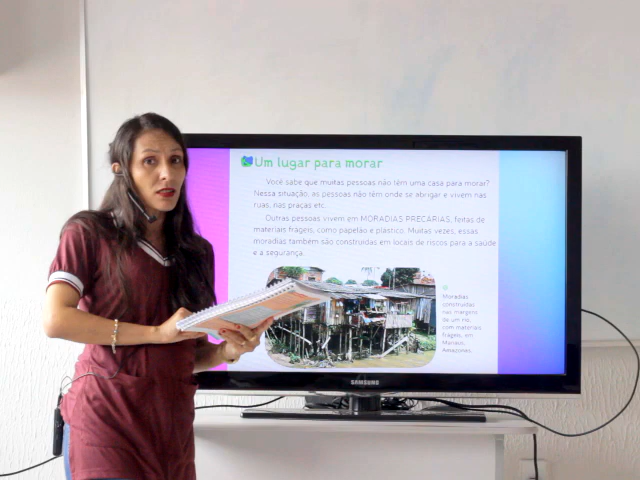 Um lugar para morar
Você sabe que muitas pessoas não têm uma casa para morar?
Nessa situação, as pessoas não têm onde se abrigar e vivem nas
ruas, nas praças etc.
Outras pessoas vivem em MORADIAS PRECÁRIAS, feitas de
materiais frágeis, como papelão e plástico. Muitas vezes, essas
moradias também são construídas em locais de riscos para a saúde
e a segurança.
Moradias
construídas
nas margens
de um rio,
com materiais
frágeis, em
Manaus,
Amazonas.
SAMSUNG